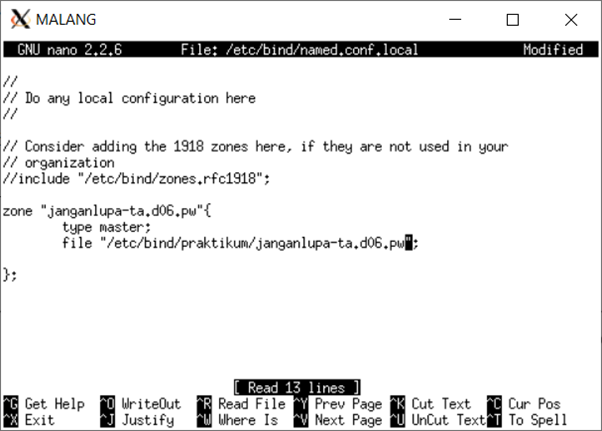 MALANG
GNU nano 2.2.6 File: /etc/bind/named.conf.local Modified
//
// Do any local configuration here
//
// Consider adding the 1918 zones here, if they are not used in your
// organization
//include "/etc/bind/zones.rfc1918";
zone "janganlupa-ta.d06.pw"{
type master;
file "/etc/bind/praktikum/janganlupa-ta.d06.pw";
};
[ Read 13 lines ]
^G Get Help ^O WriteOut ^R Read File ^Y Prev Page ^K Cut Text ^C Cur Pos
^X Exit ^J Justify ^W Where Is ^V Next Page ^U UnCut Text ^T To Spell